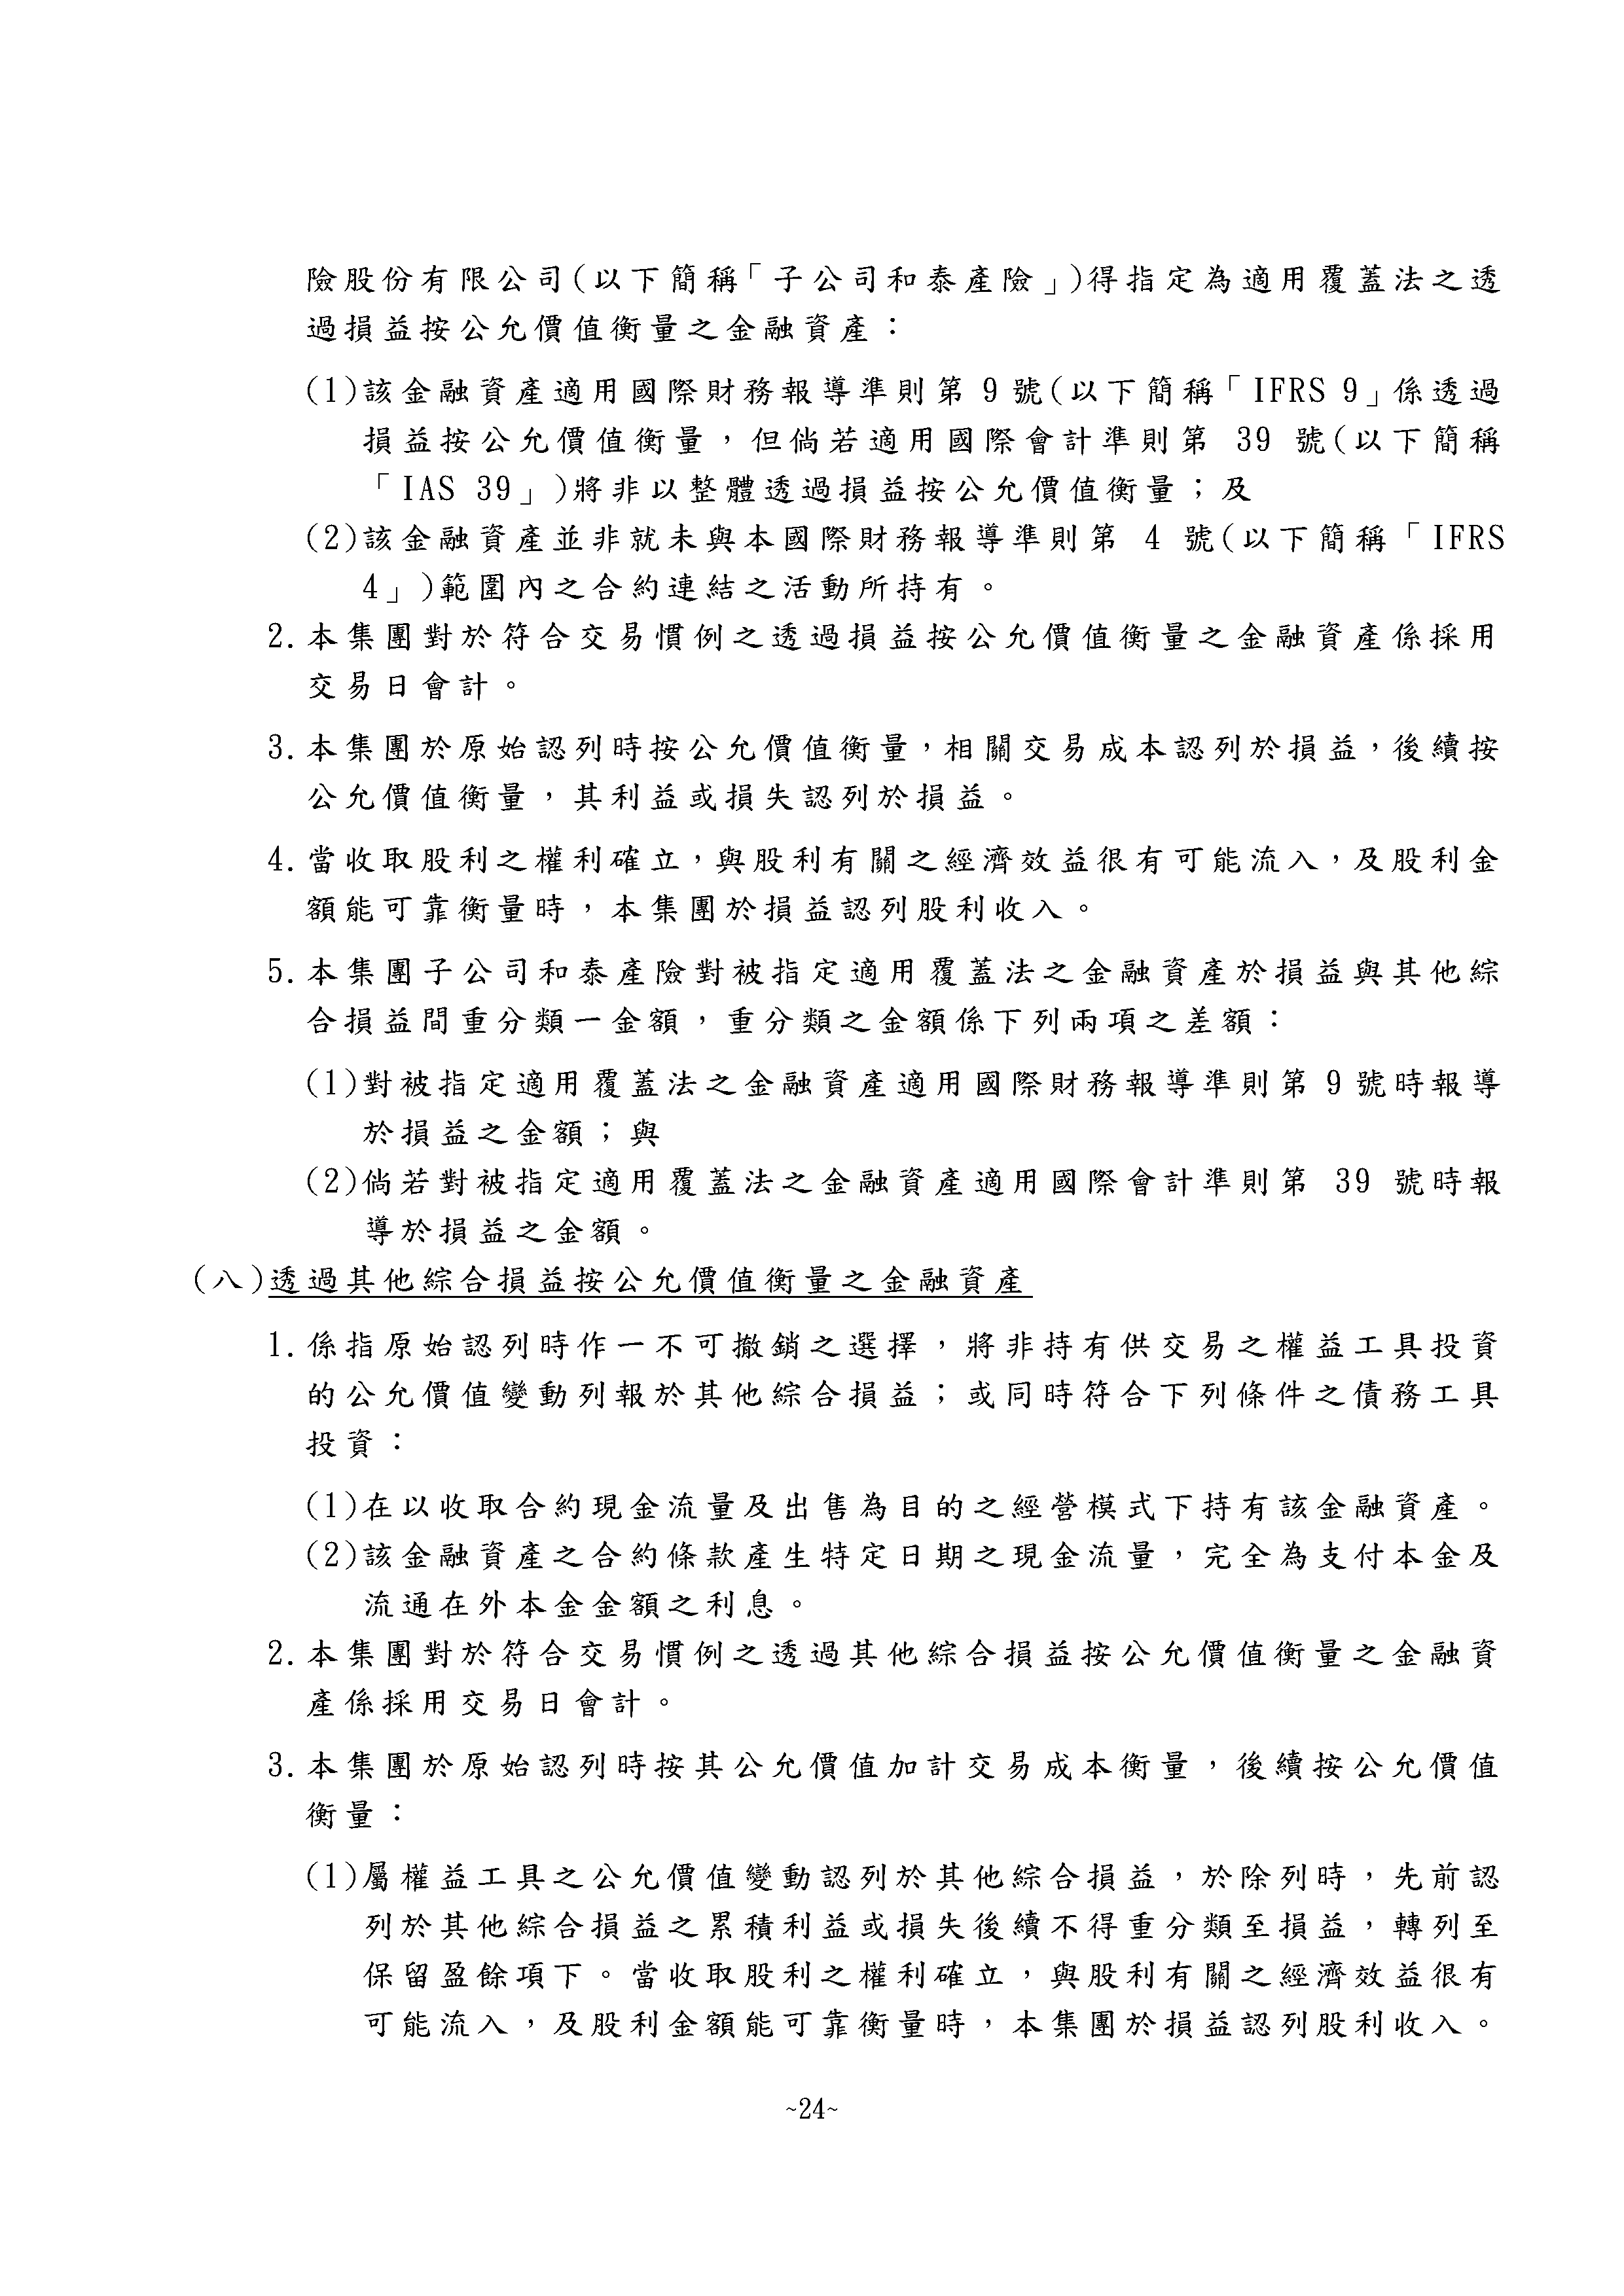 險股份有限公司(以下簡稱「子公司和泰產險」)得指定為適用覆蓋法之透
過損益按公允價值衡量之金融資產：
(1)該金融資產適用國際財務報導準則第 9 號(以下簡稱「IFRS 9」係透過
損益按公允價值衡量，但倘若適用國際會計準則第 39 號(以下簡稱
「IAS 39」)將非以整體透過損益按公允價值衡量；及
(2)該金融資產並非就未與本國際財務報導準則第 4 號(以下簡稱「IFRS
4」)範圍內之合約連結之活動所持有。
2.本集團對於符合交易慣例之透過損益按公允價值衡量之金融資產係採用
交易日會計。
3.本集團於原始認列時按公允價值衡量，相關交易成本認列於損益，後續按
公允價值衡量，其利益或損失認列於損益。
4.當收取股利之權利確立，與股利有關之經濟效益很有可能流入，及股利金
額能可靠衡量時，本集團於損益認列股利收入。
5.本集團子公司和泰產險對被指定適用覆蓋法之金融資產於損益與其他綜
合損益間重分類一金額，重分類之金額係下列兩項之差額：
(1)對被指定適用覆蓋法之金融資產適用國際財務報導準則第 9 號時報導
於損益之金額；與
(2)倘若對被指定適用覆蓋法之金融資產適用國際會計準則第 39 號時報
導於損益之金額。
(八)透過其他綜合損益按公允價值衡量之金融資產
1.係指原始認列時作一不可撤銷之選擇，將非持有供交易之權益工具投資
的公允價值變動列報於其他綜合損益；或同時符合下列條件之債務工具
投資：
(1)在以收取合約現金流量及出售為目的之經營模式下持有該金融資產。
(2)該金融資產之合約條款產生特定日期之現金流量，完全為支付本金及
流通在外本金金額之利息。
2.本集團對於符合交易慣例之透過其他綜合損益按公允價值衡量之金融資
產係採用交易日會計。
3.本集團於原始認列時按其公允價值加計交易成本衡量，後續按公允價值
衡量：
(1)屬權益工具之公允價值變動認列於其他綜合損益，於除列時，先前認
列於其他綜合損益之累積利益或損失後續不得重分類至損益，轉列至
保留盈餘項下。當收取股利之權利確立，與股利有關之經濟效益很有
可能流入，及股利金額能可靠衡量時，本集團於損益認列股利收入。
~24~